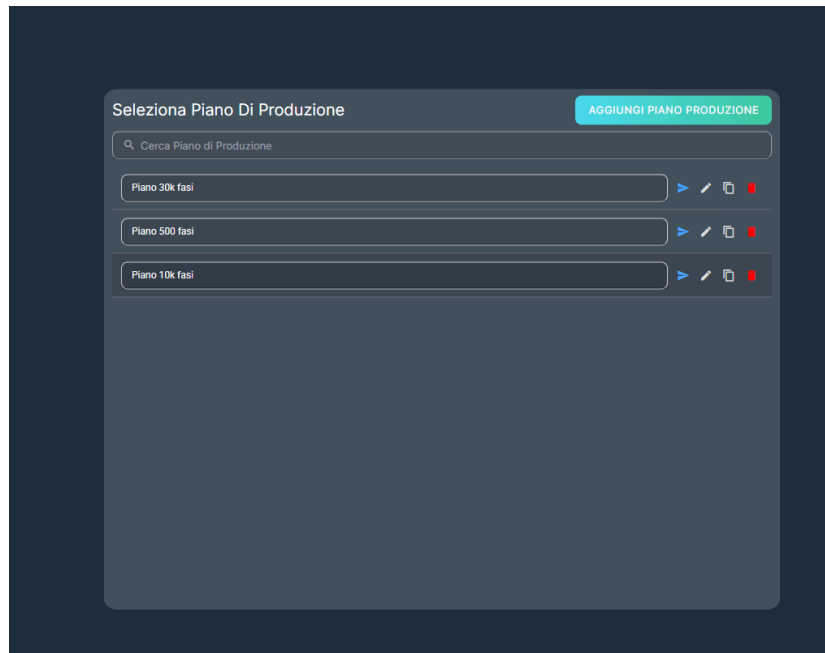 Seleziona Piano Di Produzione
AGGIUNGI PIANO PRODUZIONE
Cerca Piano di Produzione
Piano 30k fasi
Piano 500 fasi
Piano 10k fasi